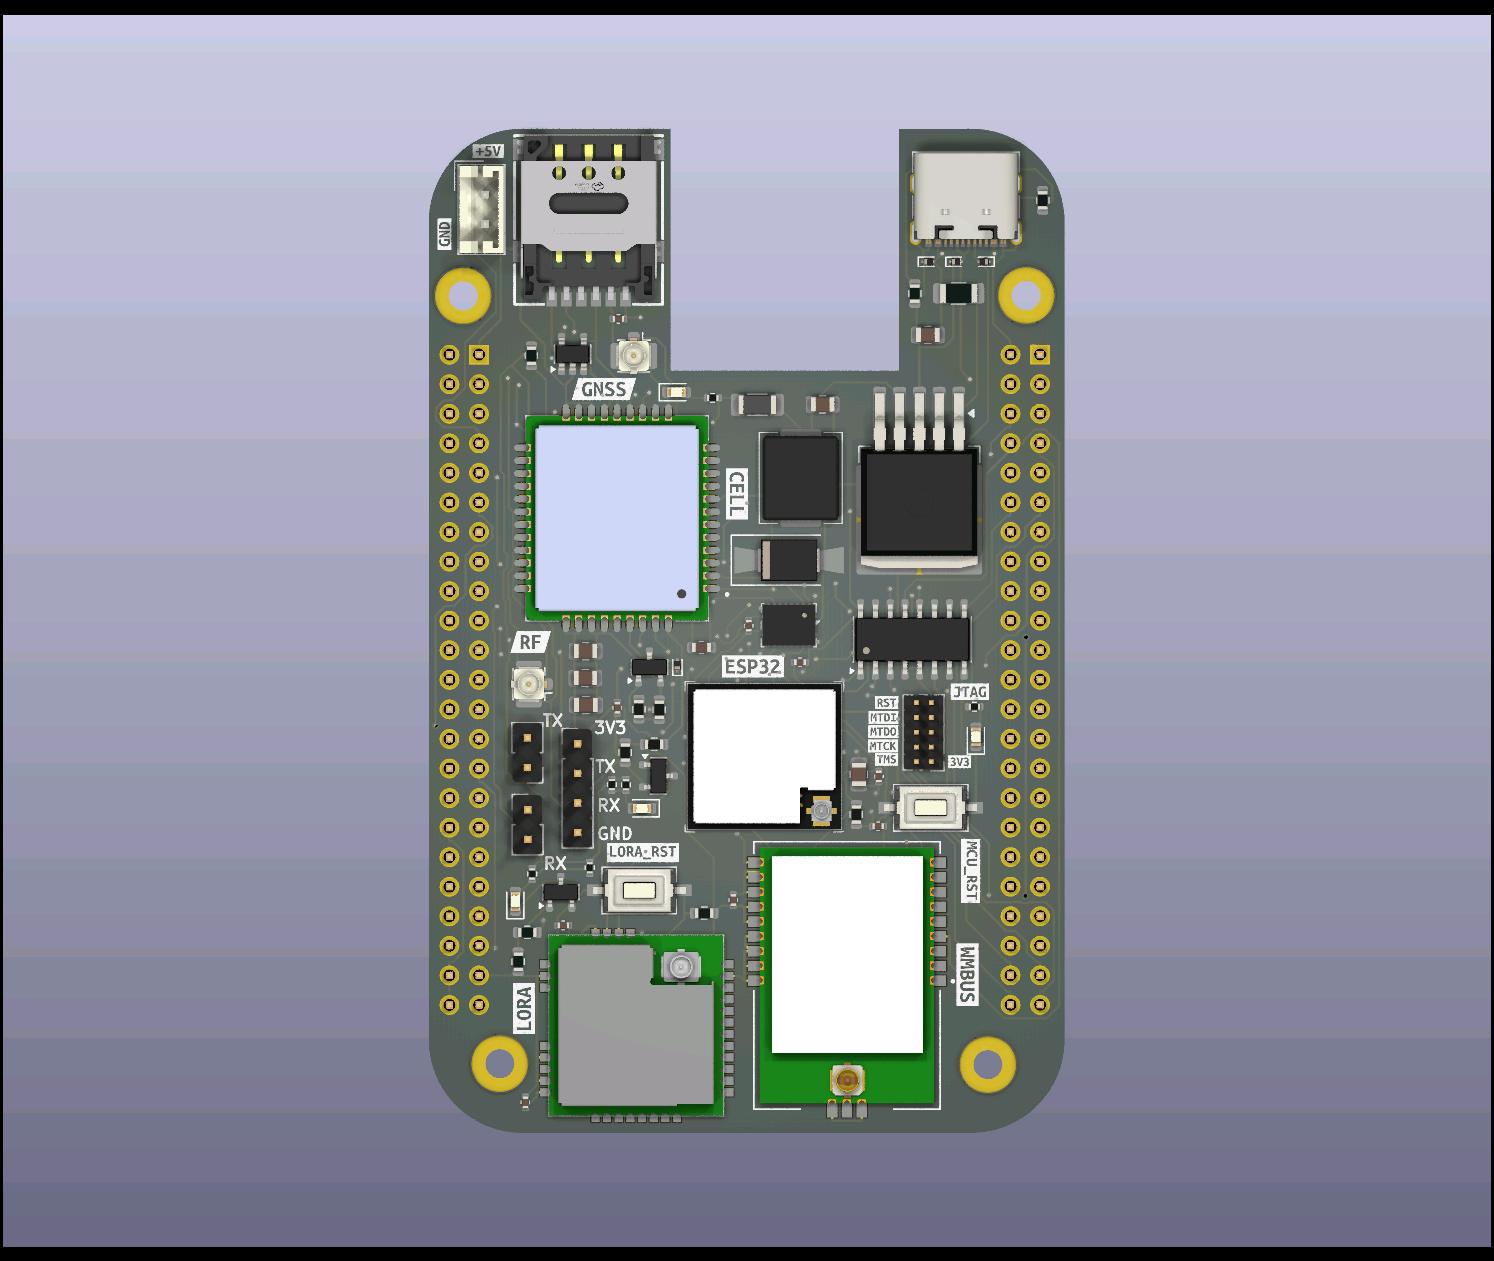 +5V
GND
GNSS
CELL
RF
ESP32
JTAG
RST
MTDI
MTDO
MTCK
TMS
3V3
TX
3V3
TX
RX
GND
RX
LORA_RST
MCU_RST
WMBUS
LORA